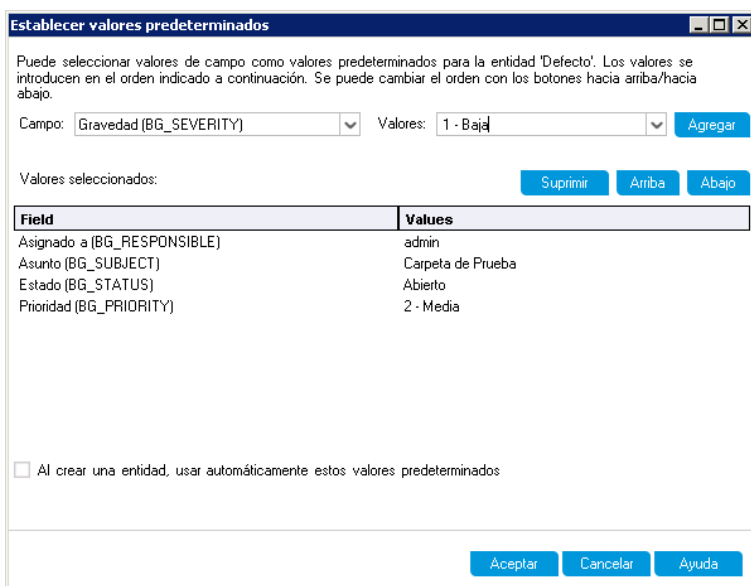 Establecer valores predeterminados
Puede seleccionar valores de campo como valores predeterminados para la entidad 'Defecto'. Los valores se
introducen en el orden indicado a continuación. Se puede cambiar el orden con los botones hacia arriba/hacia
abajo.
Campo: Gravedad (BG_SEVERITY) Valores: 1 - Baja Agregar
Valores seleccionados: Suprimir Arriba Abajo
Field Values
Asignado a (BG_RESPONSIBLE) admin
Asunto (BG_SUBJECT) Carpeta de Prueba
Estado (BG_STATUS) Abierto
Prioridad (BG_PRIORITY) 2 - Media
Al crear una entidad, usar automáticamente estos valores predeterminados
Aceptar Cancelar Ayuda